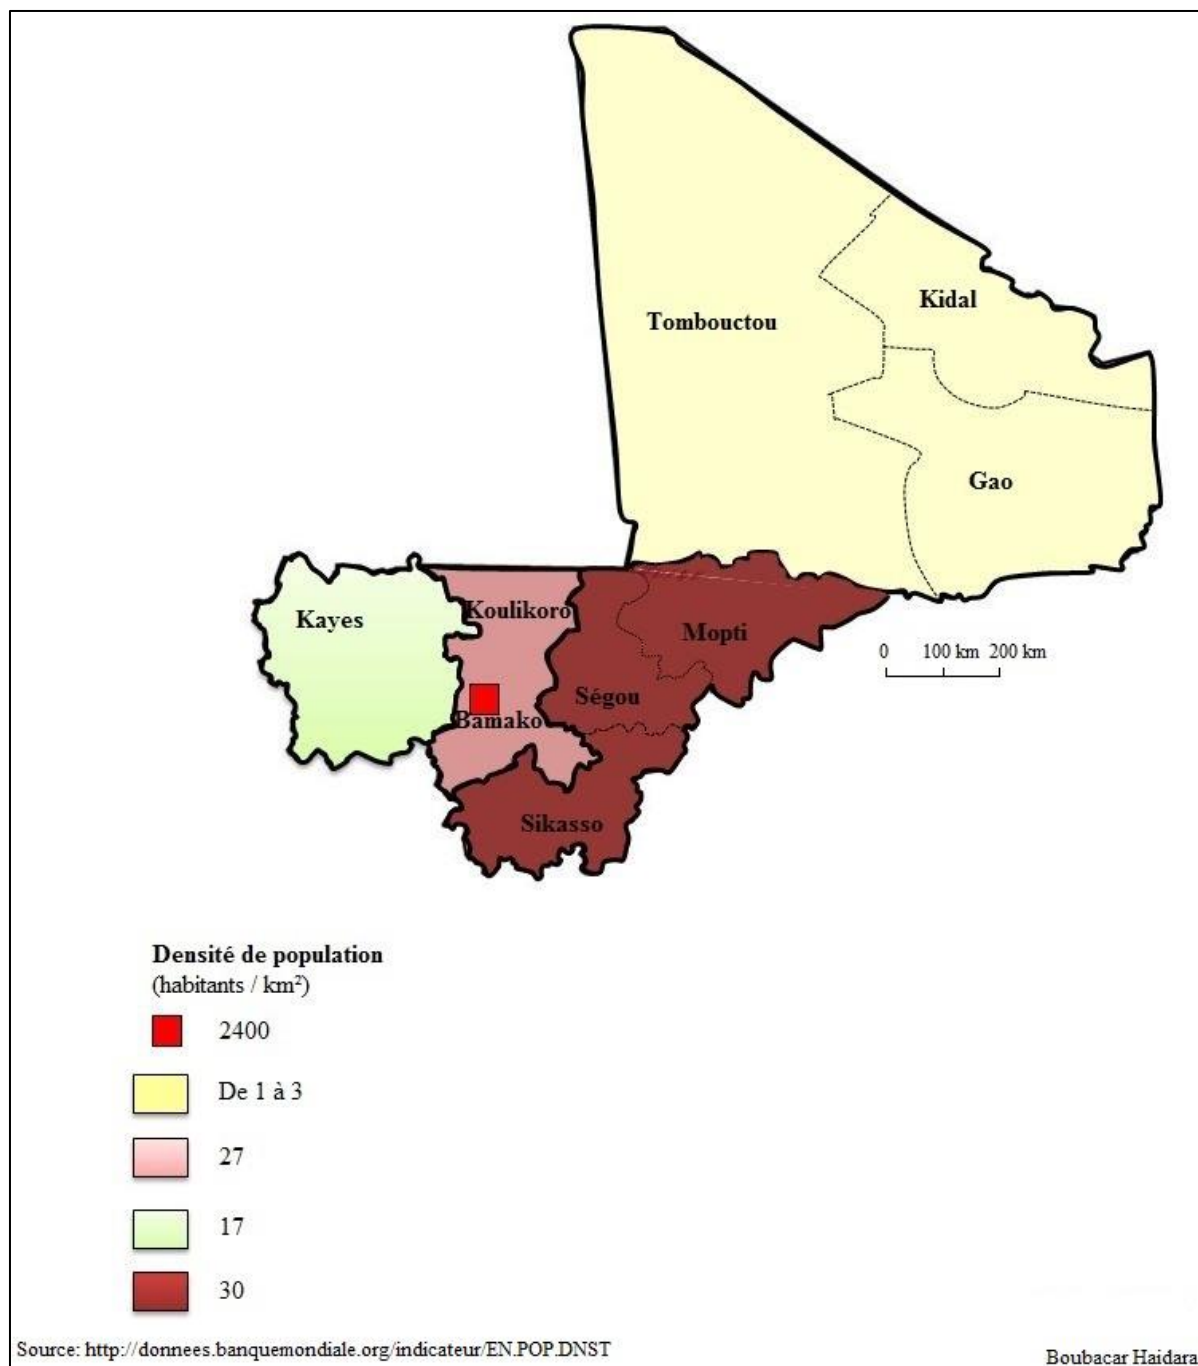 Tombouctou
Kidal
Gao
Kayes
Koulikoro
Mopti
Ségou
Bamako
Sikasso
0 100 km 200 km
Densité de population
(habitants / km²)
2400
De 1 à 3
27
17
30
Source: http://donnees.banquemondiale.org/indicateur/EN.POP.DNST
Boubacar Haidara